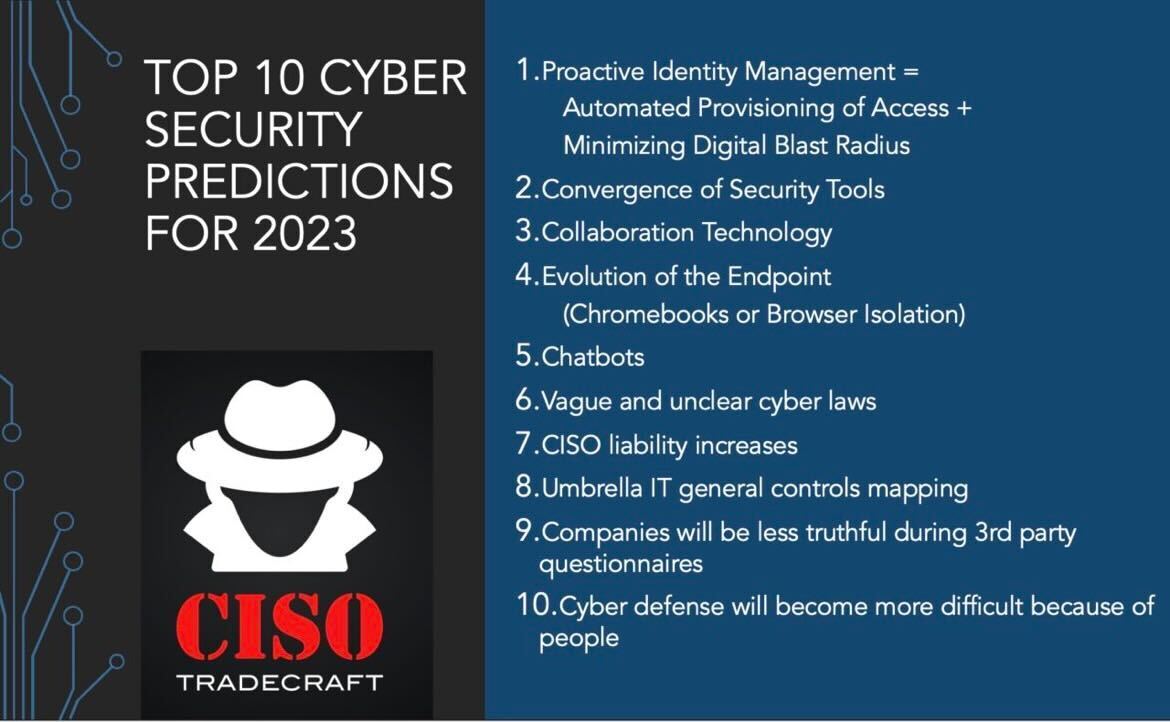 TOP 10 CYBER
SECURITY
PREDICTIONS
FOR 2023
CISO
TRADECRAFT
1.Proactive Identity Management =
Automated Provisioning of Access +
Minimizing Digital Blast Radius
2.Convergence of Security Tools
3.Collaboration Technology
4.Evolution of the Endpoint
(Chromebooks or Browser Isolation)
5.Chatbots
6.Vague and unclear cyber laws
7.CISO liability increases
8.Umbrella IT general controls mapping
9.Companies will be less truthful during 3rd party
questionnaires
10.Cyber defense will become more difficult because of
people